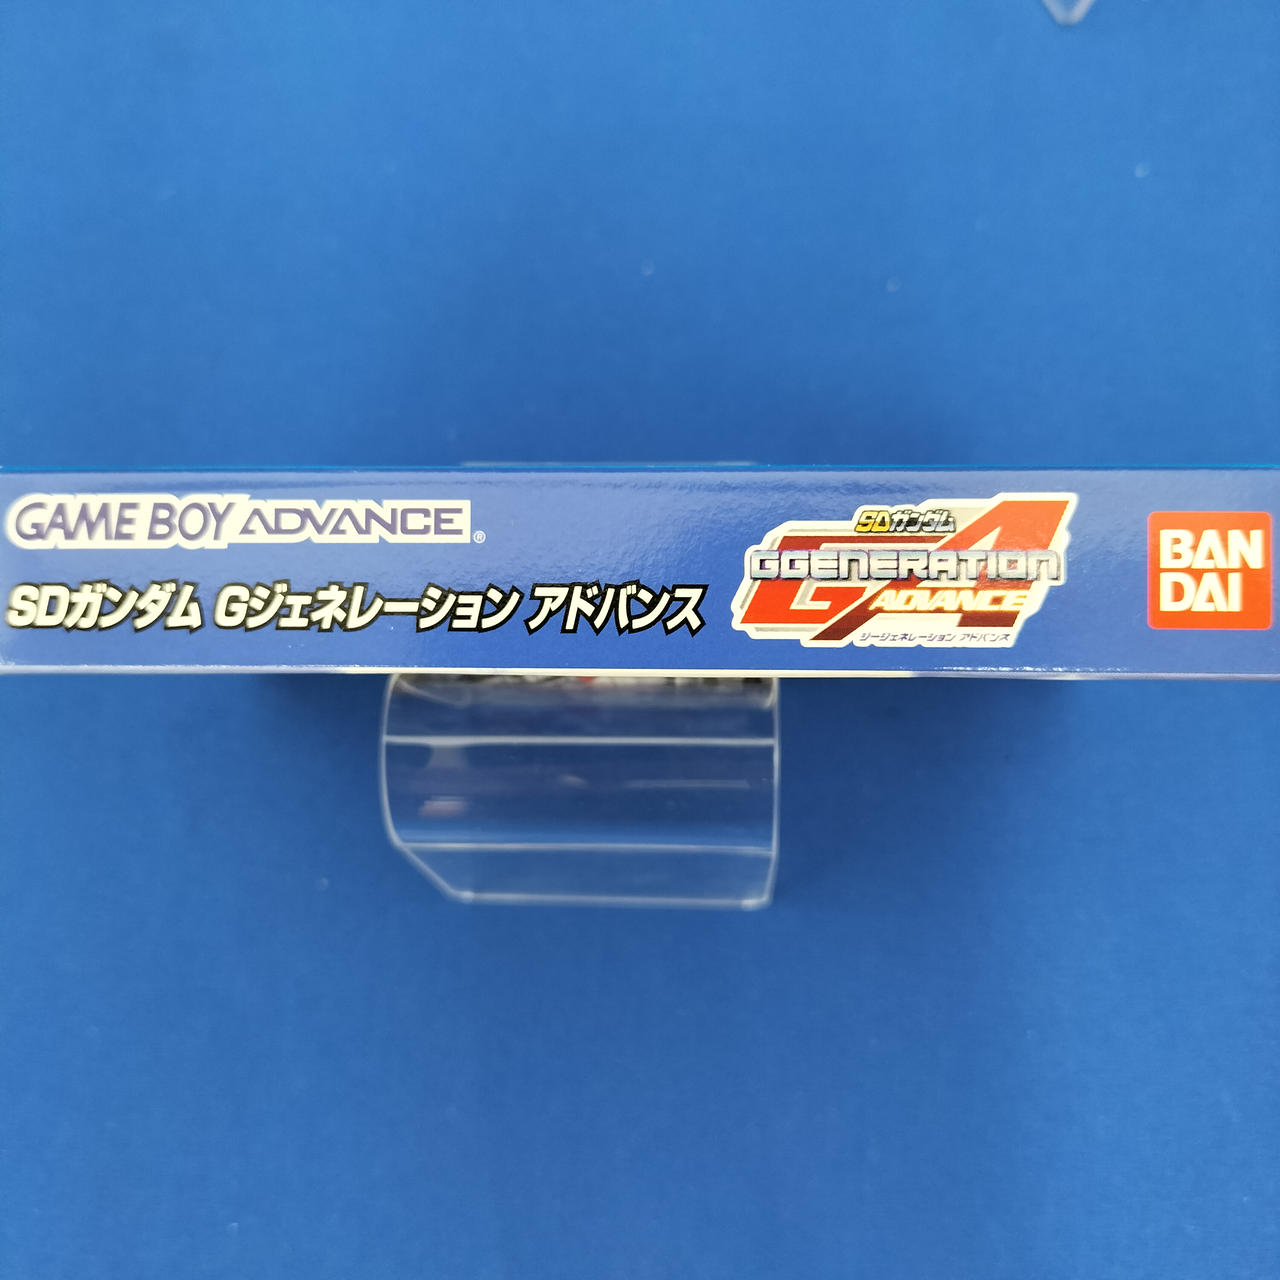 GAME BOY ADVANCE®
SDガンダム Gジェネレーション アドバンス
SDガンダム
GGENERATION
ADVANCE
ジージェネレーション アドバンス
BAN
DAI